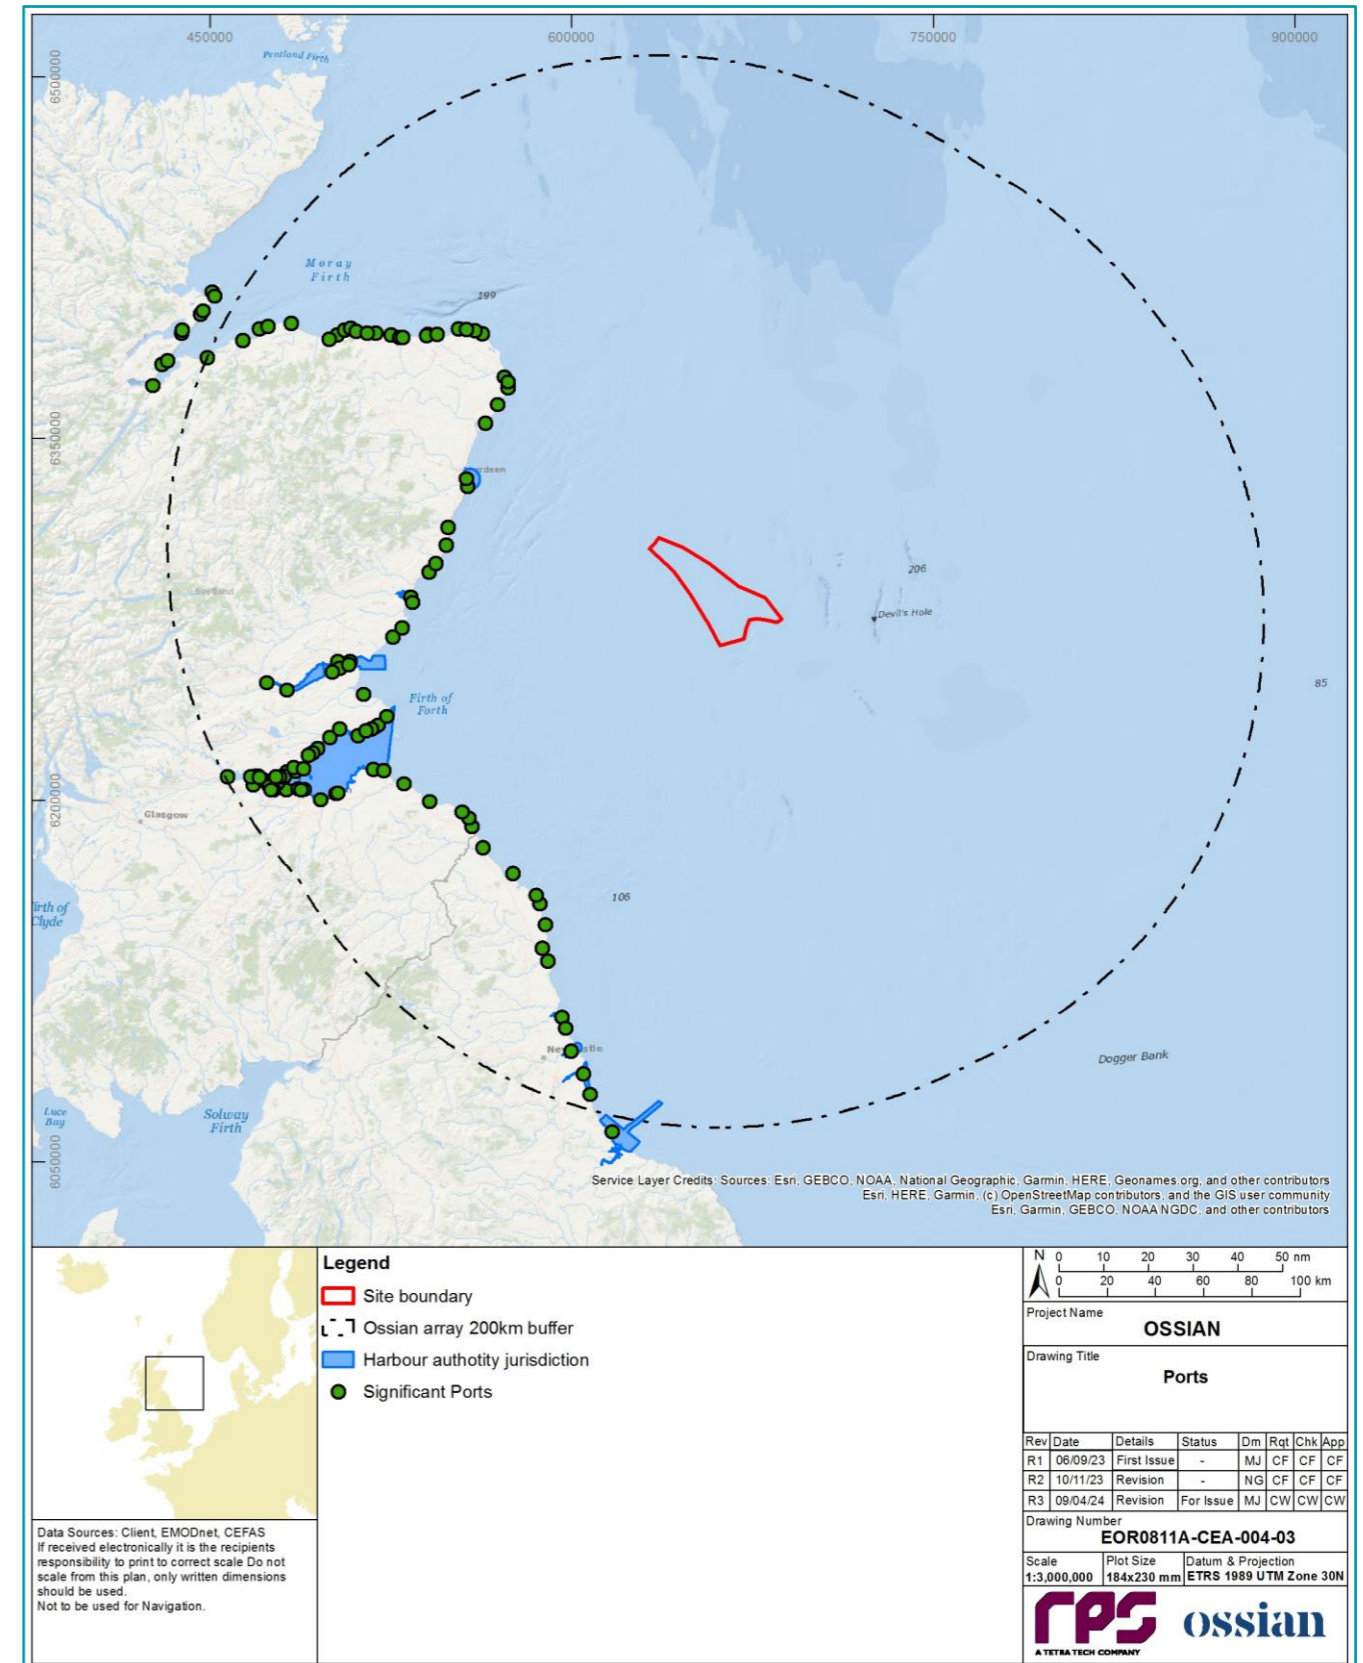 450000
600000
750000
900000
6500000
Pentland Firth
Moray
Firth
199
6350000
rdeen
Scotland
206
Devil's Hole
85
Firth of
Forth
6200000
Glasgow
106
irth of
Clyde
Dogger Bank
Luce
Bay
Solway
Firth
6050000
Service Layer Credits: Sources: Esri, GEBCO, NOAA, National Geographic, Garmin, HERE, Geonames.org, and other contributors
Esri, HERE, Garmin, (c) OpenStreetMap contributors, and the GIS user community
Esri, Garmin, GEBCO, NOAA NGDC, and other contributors
Legend
Site boundary
Ossian array 200km buffer
Harbour authotity jurisdiction
Significant Ports
Data Sources: Client, EMODnet, CEFAS
If received electronically it is the recipients
responsibility to print to correct scale Do not
scale from this plan, only written dimensions
should be used.
Not to be used for Navigation.
N
0 10 20 30 40 50 nm
0 20 40 60 80 100 km
Project Name
OSSIAN
Drawing Title
Ports
Rev Date Details Status Dm Rqt Chk App
R1 06/09/23 First Issue - MJ CF CF CF
R2 10/11/23 Revision - NG CF CF CF
R3 09/04/24 Revision For Issue MJ CW CW CW
Drawing Number
EOR0811A-CEA-004-03
Scale Plot Size Datum & Projection
1:3,000,000 184x230 mm ETRS 1989 UTM Zone 30N
rps
A TETRA TECH COMPANY
ossian